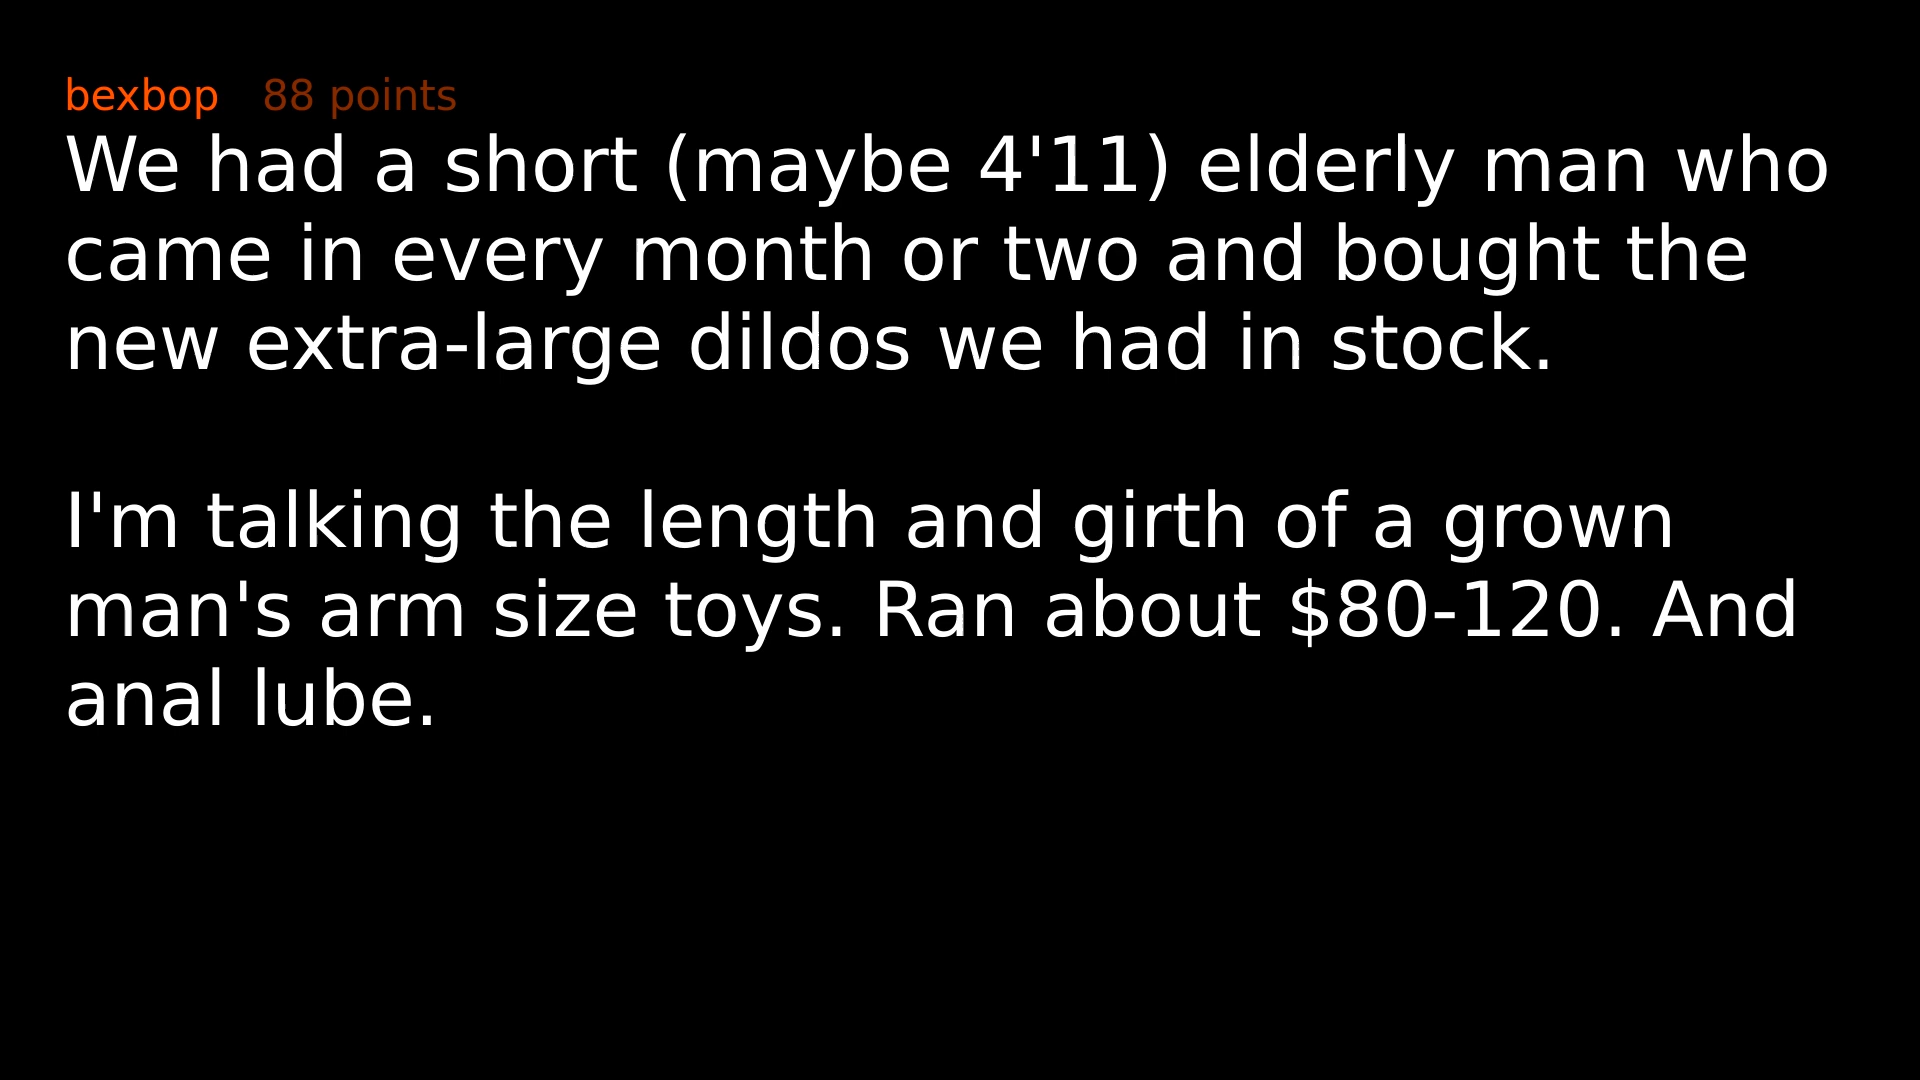 bexbop 88 points
We had a short (maybe 4'11) elderly man who
came in every month or two and bought the
new extra-large dildos we had in stock.
I'm talking the length and girth of a grown
man's arm size toys. Ran about $80-120. And
anal lube.